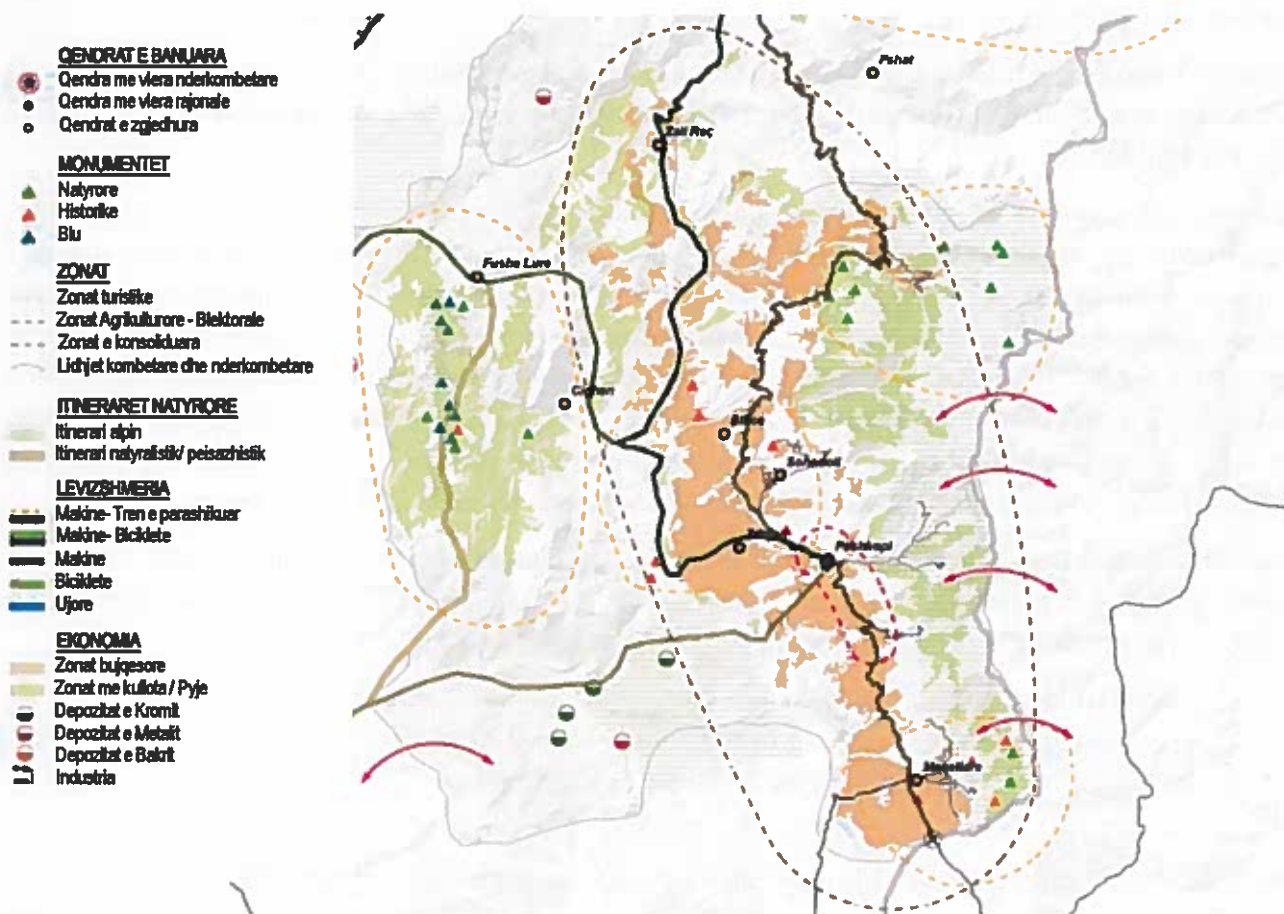 QENDRAT E BANUARA
Qendra me vlera nderkombetare
Qendra me vlera rajonale
Qendrat e zgjedhura
MONUMENTET
Natyrore
Historike
Blu
ZONAT
Zonat turistike
Zonat Agrikulturore - Blektorale
Zonat e konsoliduara
Lidhjet kombetare dhe nderkombetare
ITINERARET NATYRORE
Itinerari alpin
Itinerari natyralistik/ peisazhistik
LEVIZSHMERIA
Makine- Tren e parashikuar
Makine- Biciklete
Makine
Biciklete
Ujore
EKONOMIA
Zonat bujqesore
Zonat me kullota / Pyje
Depozitat e Kromit
Depozitat e Metalit
Depozitat e Bakrit
Industria
Pshat
Zall Reç
Fushe Lure
Peshkopi